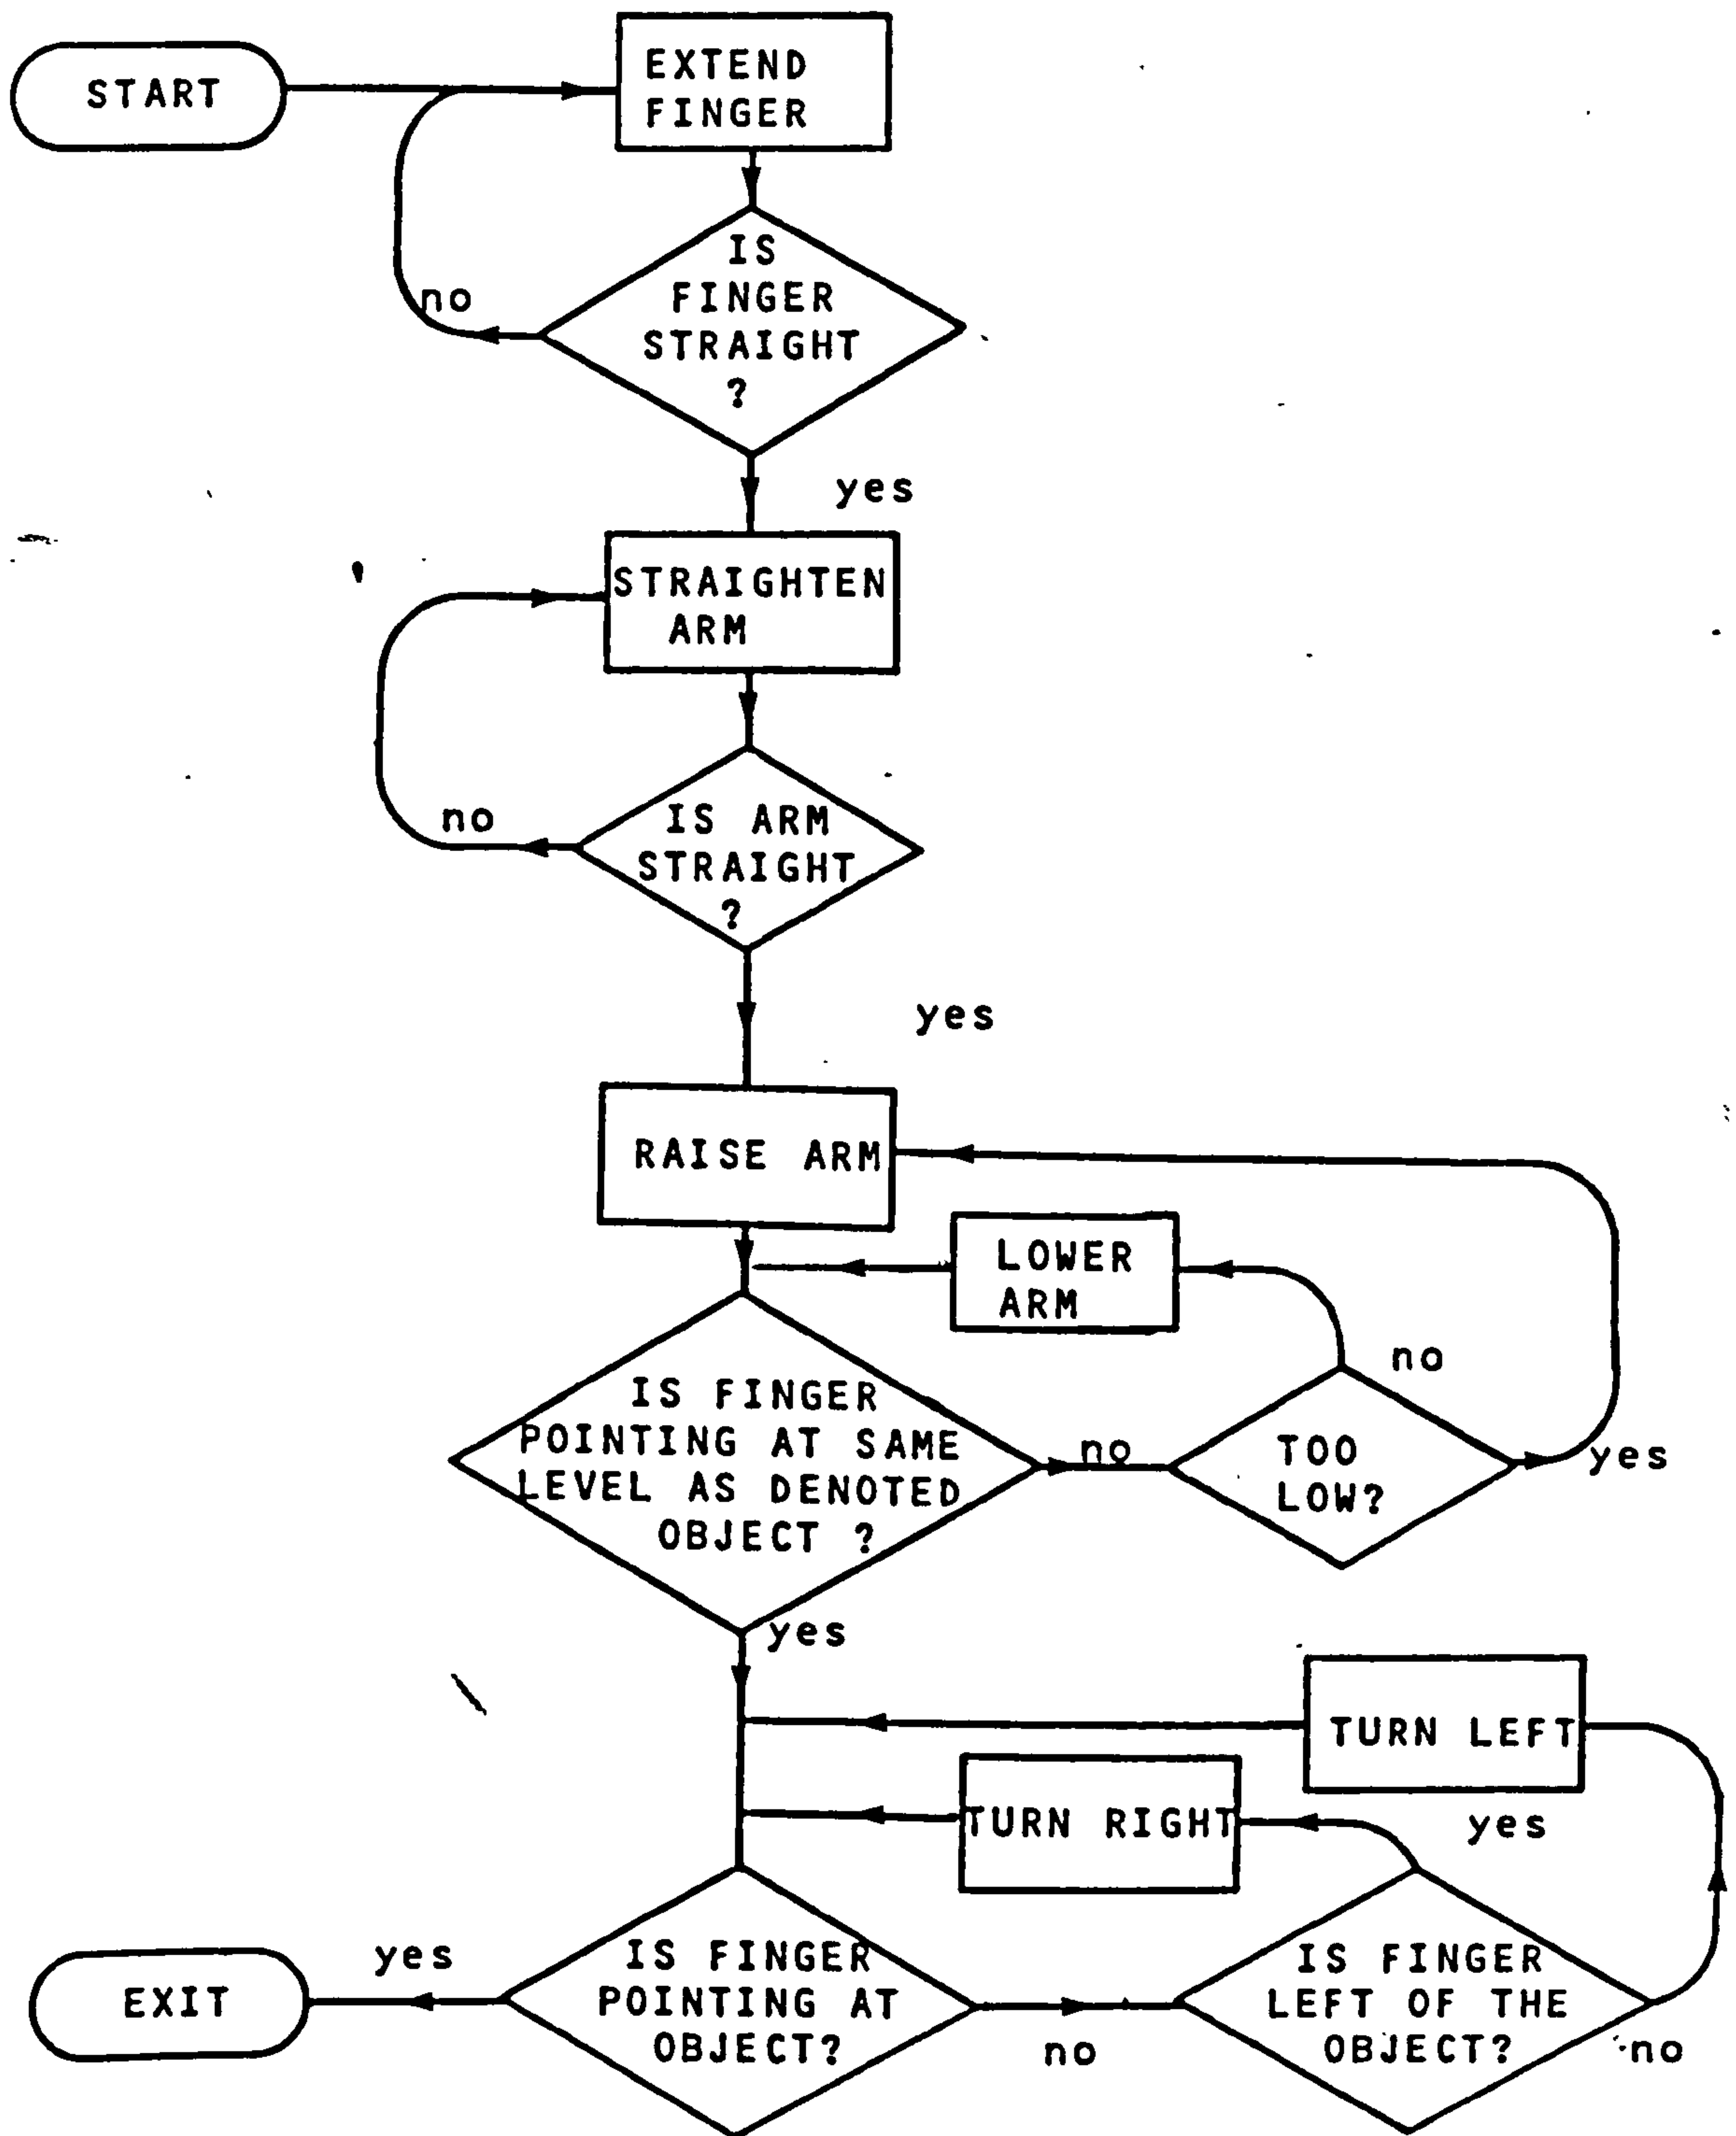 START
EXTEND
FINGER
IS
FINGER
STRAIGHT
?
no
yes
STRAIGHTEN
ARM
IS ARM
STRAIGHT
?
no
yes
RAISE ARM
LOWER
ARM
IS FINGER
POINTING AT SAME
LEVEL AS DENOTED
OBJECT ?
no
TOO
LOW?
no
yes
yes
TURN LEFT
TURN RIGHT
yes
IS FINGER
POINTING AT
OBJECT?
yes
EXIT
no
IS FINGER
LEFT OF THE
OBJECT?
no